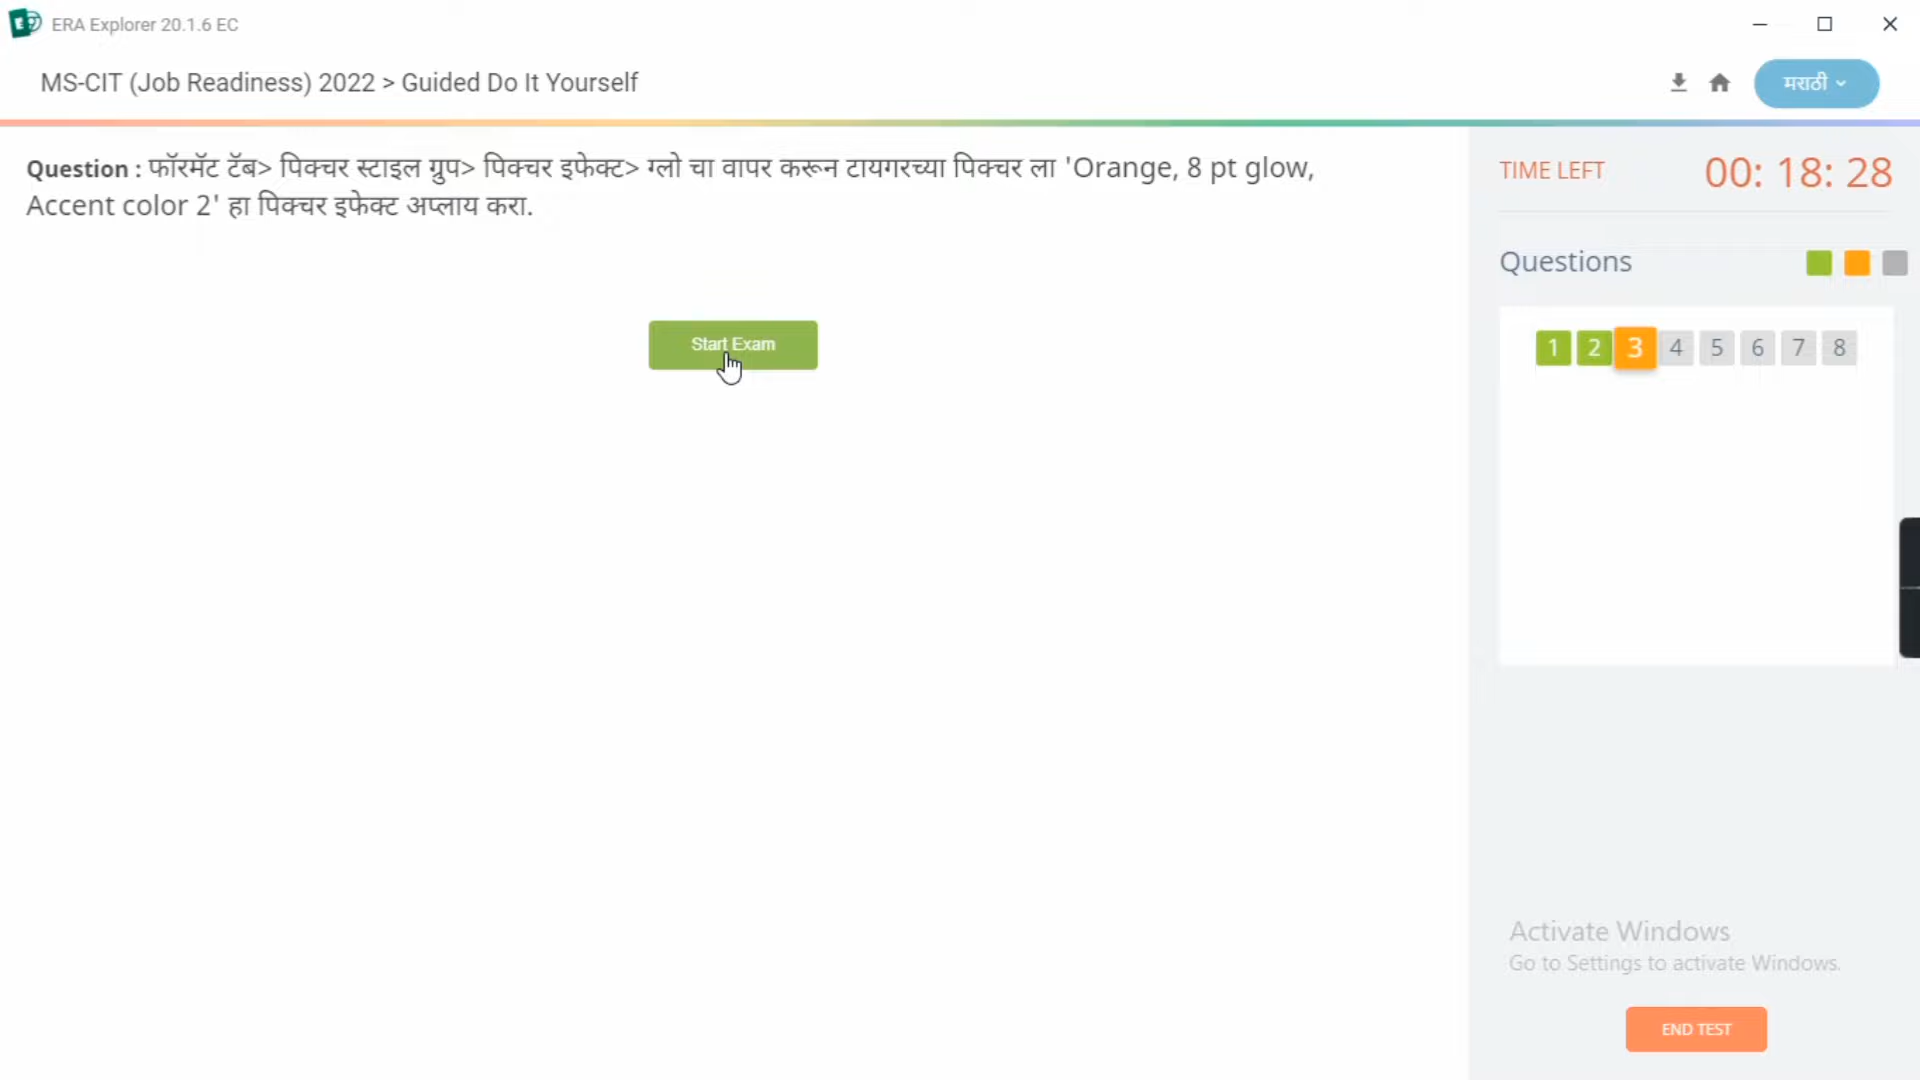 ERA Explorer 20.1.6 EC
MS-CIT (Job Readiness) 2022 > Guided Do It Yourself
मराठी
Question : फॉरमॅट टॅब> पिक्चर स्टाइल ग्रुप> पिक्चर इफेक्ट> ग्लो चा वापर करून टायगरच्या पिक्चर ला 'Orange, 8 pt glow,
Accent color 2' हा पिक्चर इफेक्ट अप्लाय करा.
Start Exam
TIME LEFT 00: 18: 28
Questions
1 2 3 4 5 6 7 8
Activate Windows
Go to Settings to activate Windows.
END TEST